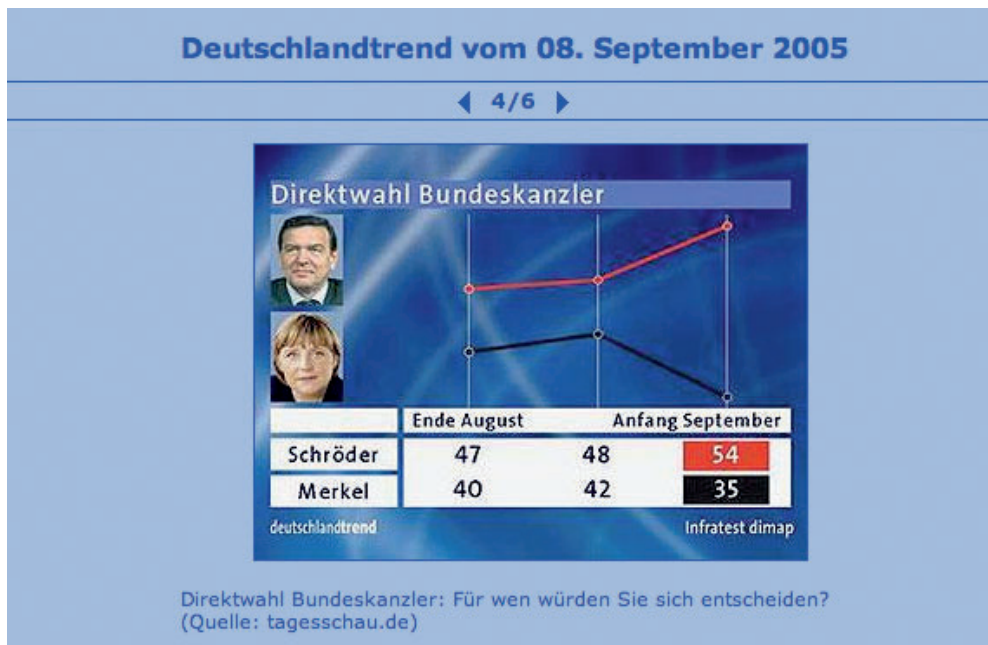 Deutschlandtrend vom 08. September 2005
4/6
Direktwahl Bundeskanzler
Ende August Anfang September
Schröder 47 48 54
Merkel 40 42 35
deutschlandtrend Infratest dimap
Direktwahl Bundeskanzler: Für wen würden Sie sich entscheiden?
(Quelle: tagesschau.de)